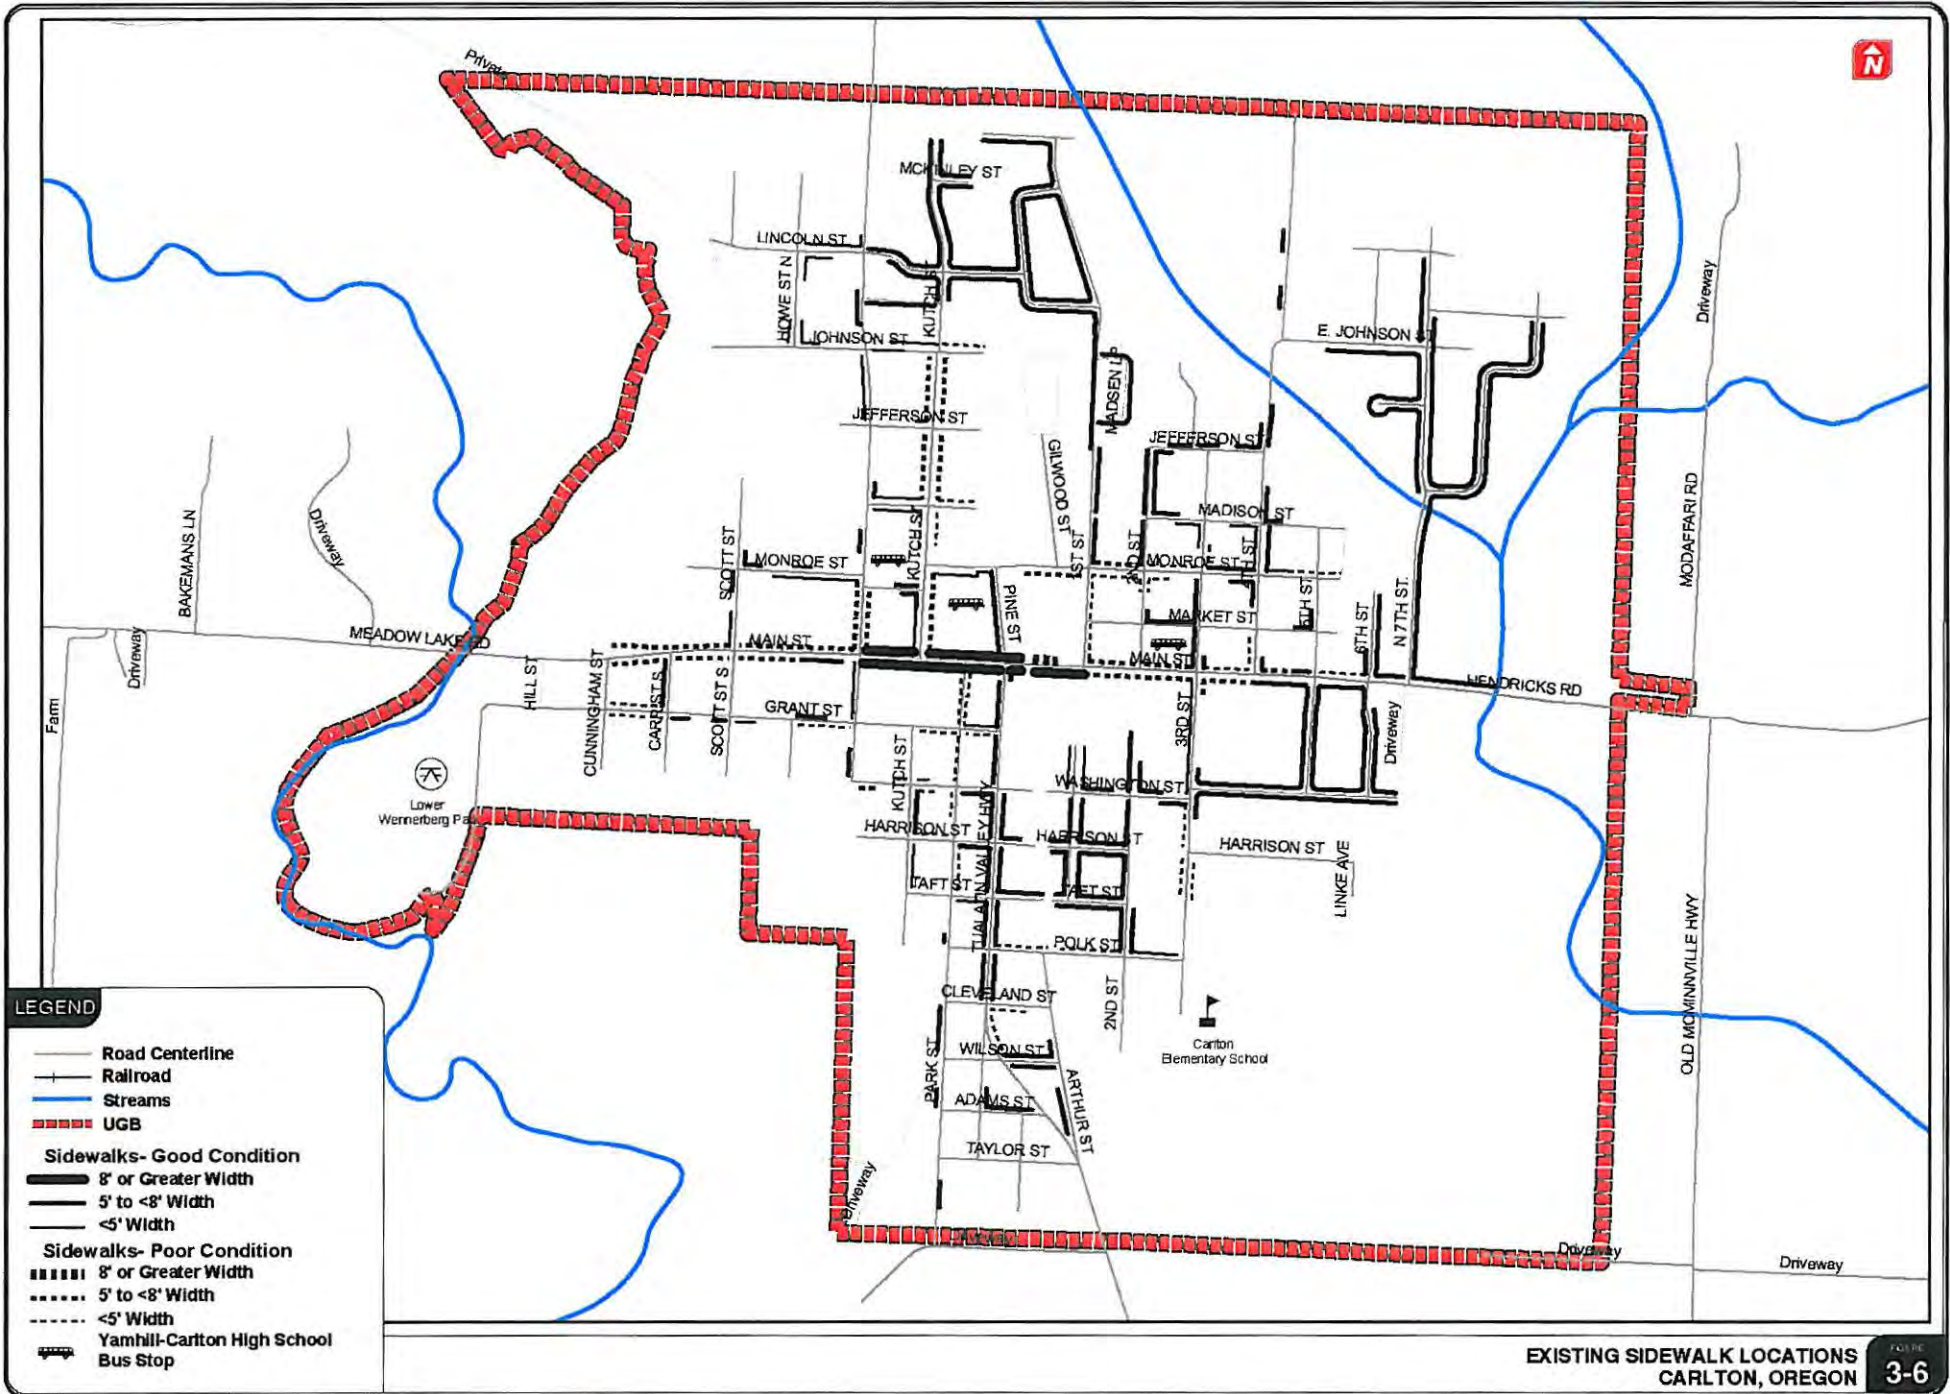 Private
N
MCKINLEY ST
LINCOLN ST
HOWE ST N
KUTCH ST
JOHNSON ST
E. JOHNSON ST
Driveway
MADSEN LP
JEFFERSON ST
JEFFERSON ST
GILWOOD ST
BAKEMANS LN
Driveway
SCOTT ST
MONROE ST
KUTCH ST
1ST ST
2ND ST
MADISON ST
MONROE ST
4TH ST
MODAFFARI RD
PINE ST
MARKET ST
5TH ST
6TH ST
N 7TH ST.
MEADOW LAKE RD
Driveway
MAIN ST
MAIN ST
HENDRICKS RD
Farm
HILL ST
CUNNINGHAM ST
CARR ST S
SCOTT ST S
GRANT ST
3RD ST
Driveway
KUTCH ST
WASHINGTON ST
Lower
Wennerberg Park
HARRISON ST
HARRISON ST
HARRISON ST
LINKE AVE
TUALATIN VALLEY HWY
TAFT ST
TAFT ST
POLK ST
OLD MCMINNVILLE HWY
CLEVELAND ST
2ND ST
Carlton
Elementary School
PARK ST
WILSON ST
ARTHUR ST
ADAMS ST
TAYLOR ST
Driveway
Driveway
Driveway
Driveway
LEGEND
Road Centerline
Railroad
Streams
UGB
Sidewalks- Good Condition
8' or Greater Width
5' to <8' Width
<5' Width
Sidewalks- Poor Condition
8' or Greater Width
5' to <8' Width
<5' Width
Yamhill-Carlton High School
Bus Stop
EXISTING SIDEWALK LOCATIONS
CARLTON, OREGON
FIGURE
3-6